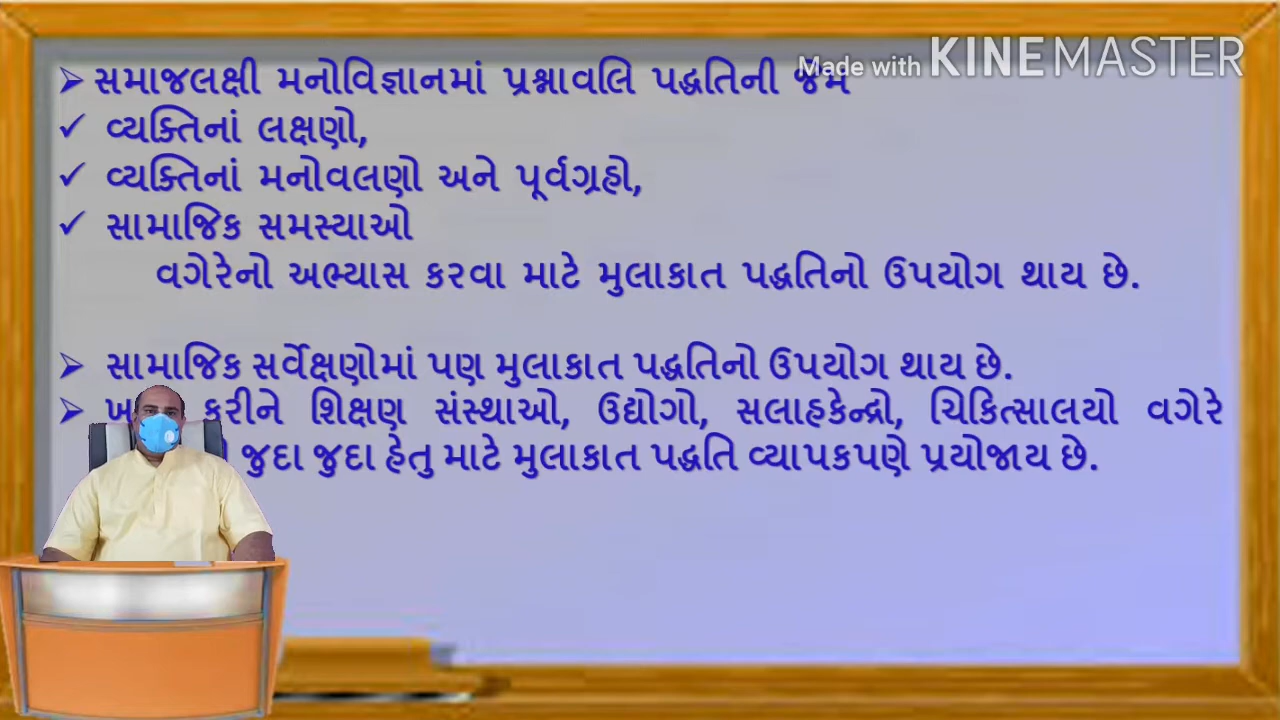 સમાજલક્ષી મનોવિજ્ઞાનમાં પ્રશ્નાવલિ પદ્ધતિની જેમ
Made with KINEMASTER
વ્યક્તિનાં લક્ષણો,
વ્યક્તિનાં મનોવલણો અને પૂર્વગ્રહો,
સામાજિક સમસ્યાઓ
વગેરેનો અભ્યાસ કરવા માટે મુલાકાત પદ્ધતિનો ઉપયોગ થાય છે.
સામાજિક સર્વેક્ષણોમાં પણ મુલાકાત પદ્ધતિનો ઉપયોગ થાય છે.
કરીને શિક્ષણ સંસ્થાઓ, ઉદ્યોગો, સલાહકેન્દ્રો, ચિકિત્સાલયો વગેરે
જુદા જુદા હેતુ માટે મુલાકાત પદ્ધતિ વ્યાપકપણે પ્રયોજાય છે.